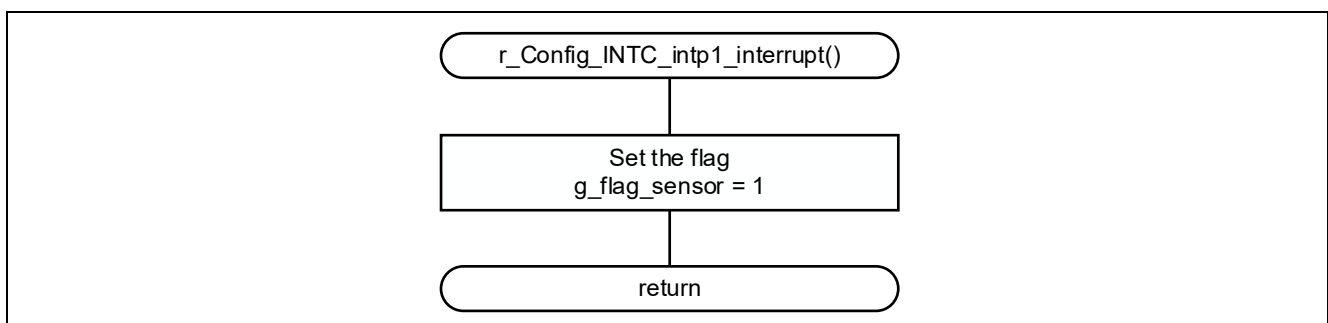 r_Config_INTC_intp1_interrupt()
Set the flag
g_flag_sensor = 1
return